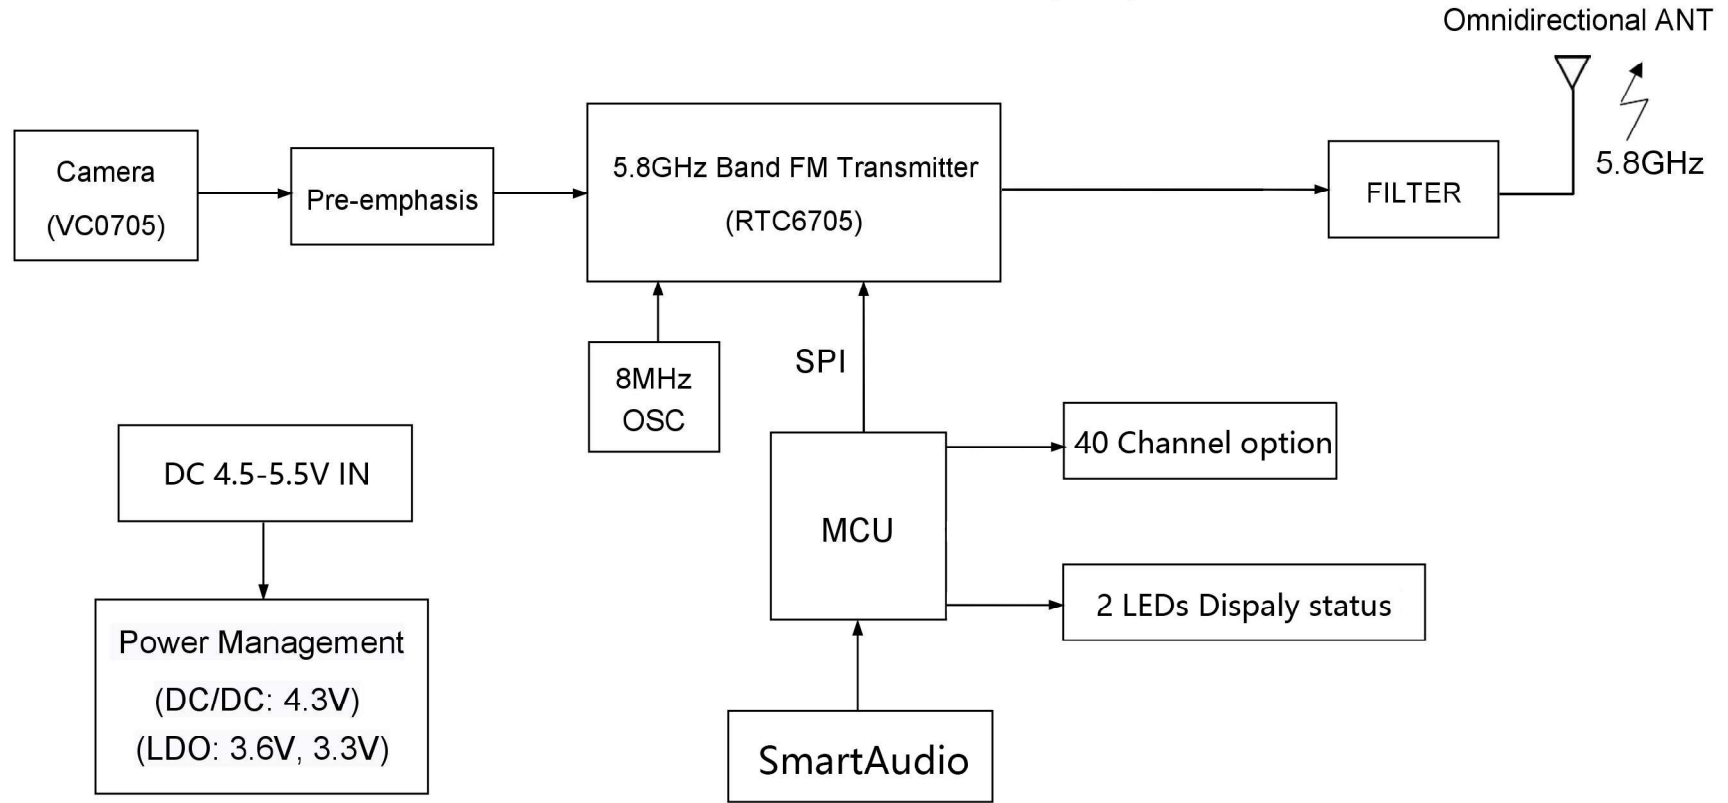 Omnidirectional ANT
5.8GHz
Camera
(VC0705)
Pre-emphasis
5.8GHz Band FM Transmitter
(RTC6705)
FILTER
8MHz
OSC
SPI
40 Channel option
DC 4.5-5.5V IN
MCU
2 LEDs Dispaly status
Power Management
(DC/DC: 4.3V)
(LDO: 3.6V, 3.3V)
SmartAudio